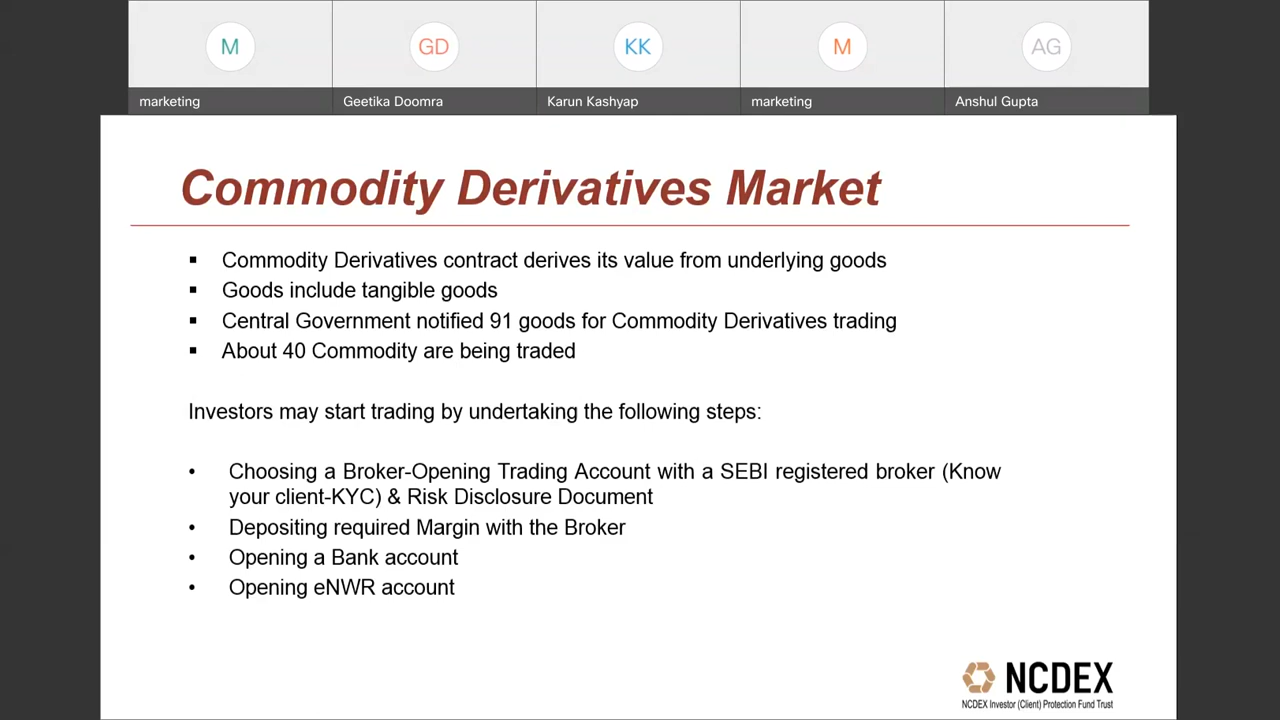 M
GD
KK
M
AG
marketing
Geetika Doomra
Karun Kashyap
marketing
Anshul Gupta
Commodity Derivatives Market
▪ Commodity Derivatives contract derives its value from underlying goods
▪ Goods include tangible goods
▪ Central Government notified 91 goods for Commodity Derivatives trading
▪ About 40 Commodity are being traded
Investors may start trading by undertaking the following steps:
• Choosing a Broker-Opening Trading Account with a SEBI registered broker (Know
your client-KYC) & Risk Disclosure Document
• Depositing required Margin with the Broker
• Opening a Bank account
• Opening eNWR account
NCDEX
NCDEX Investor (Client) Protection Fund Trust